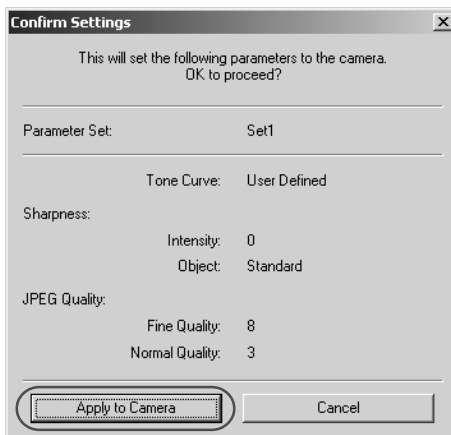 Confirm Settings
This will set the following parameters to the camera.
OK to proceed?
Parameter Set: Set1
Tone Curve: User Defined
Sharpness:
Intensity: 0
Object: Standard
JPEG Quality:
Fine Quality: 8
Normal Quality: 3
Apply to Camera Cancel